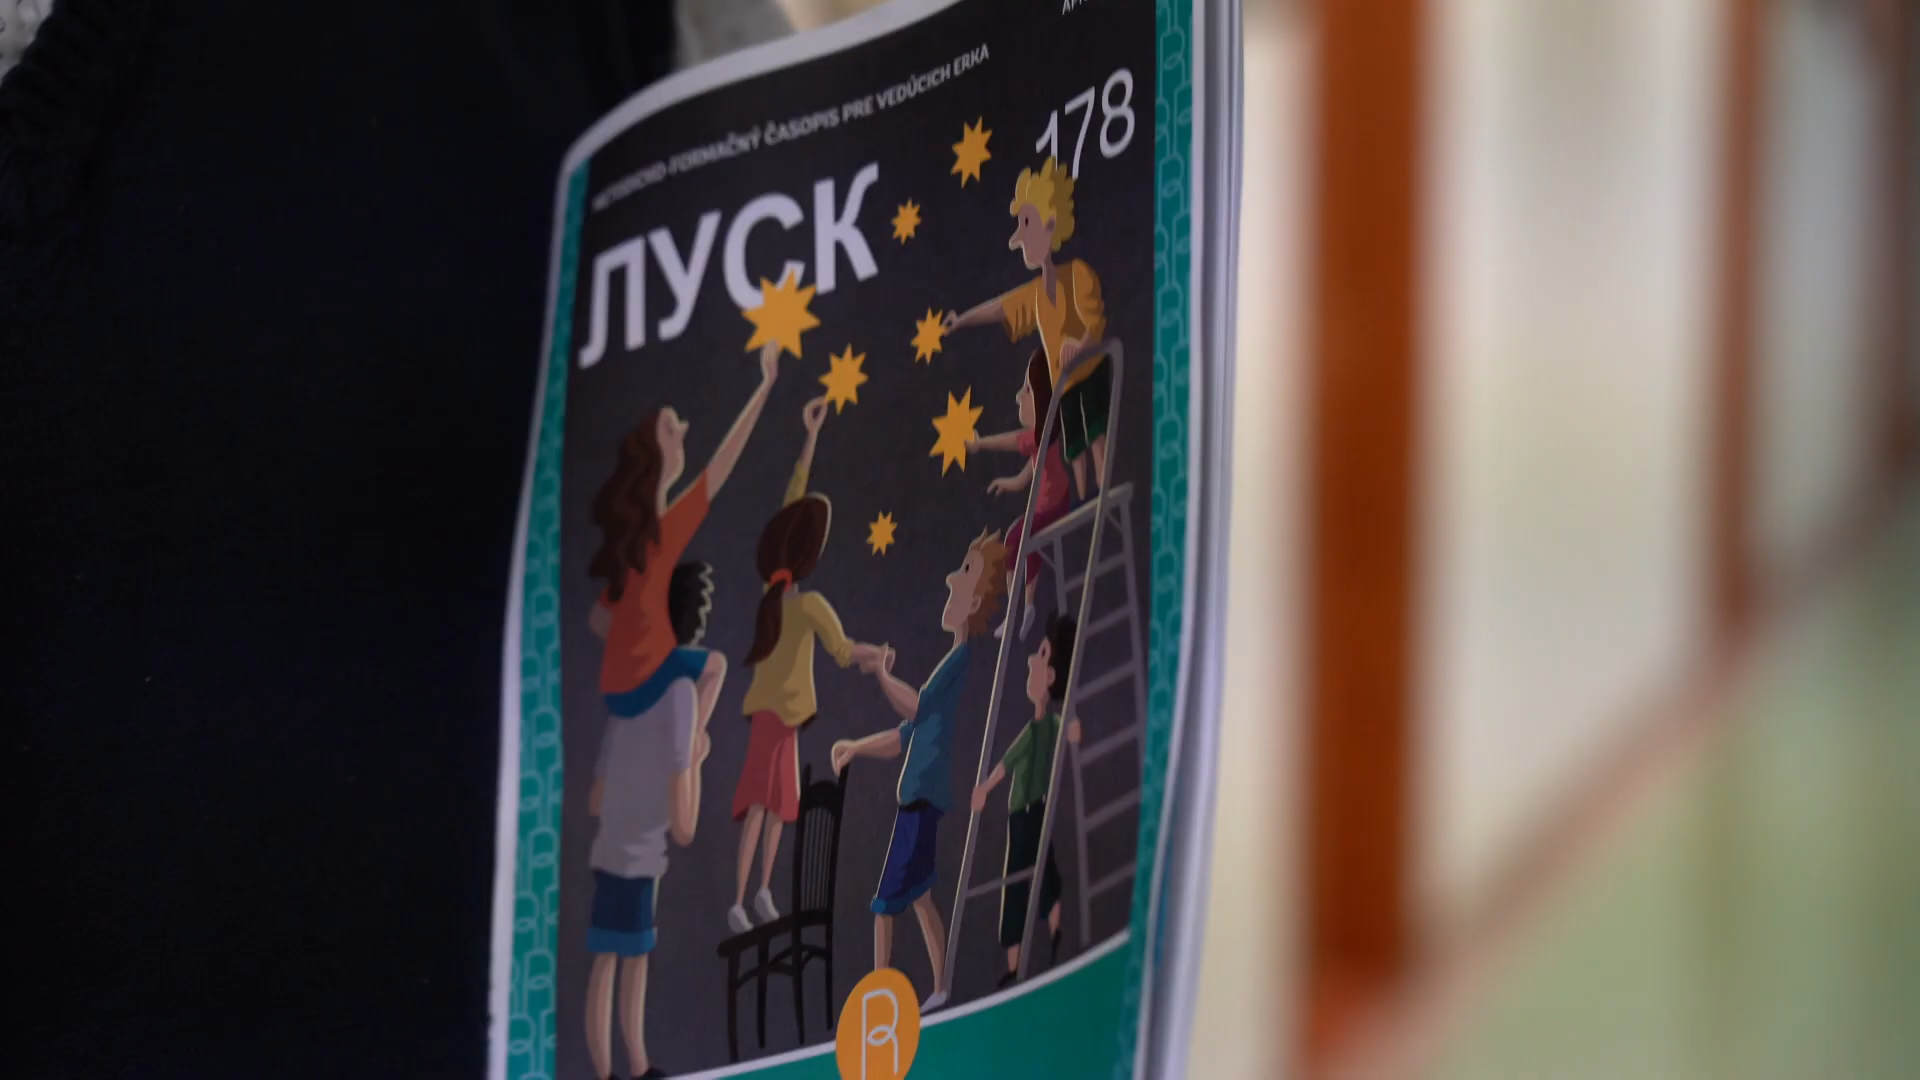 METODICKO-FORMAČNÝ ČASOPIS PRE VEDÚCICH ERKA
178
ЛУСК